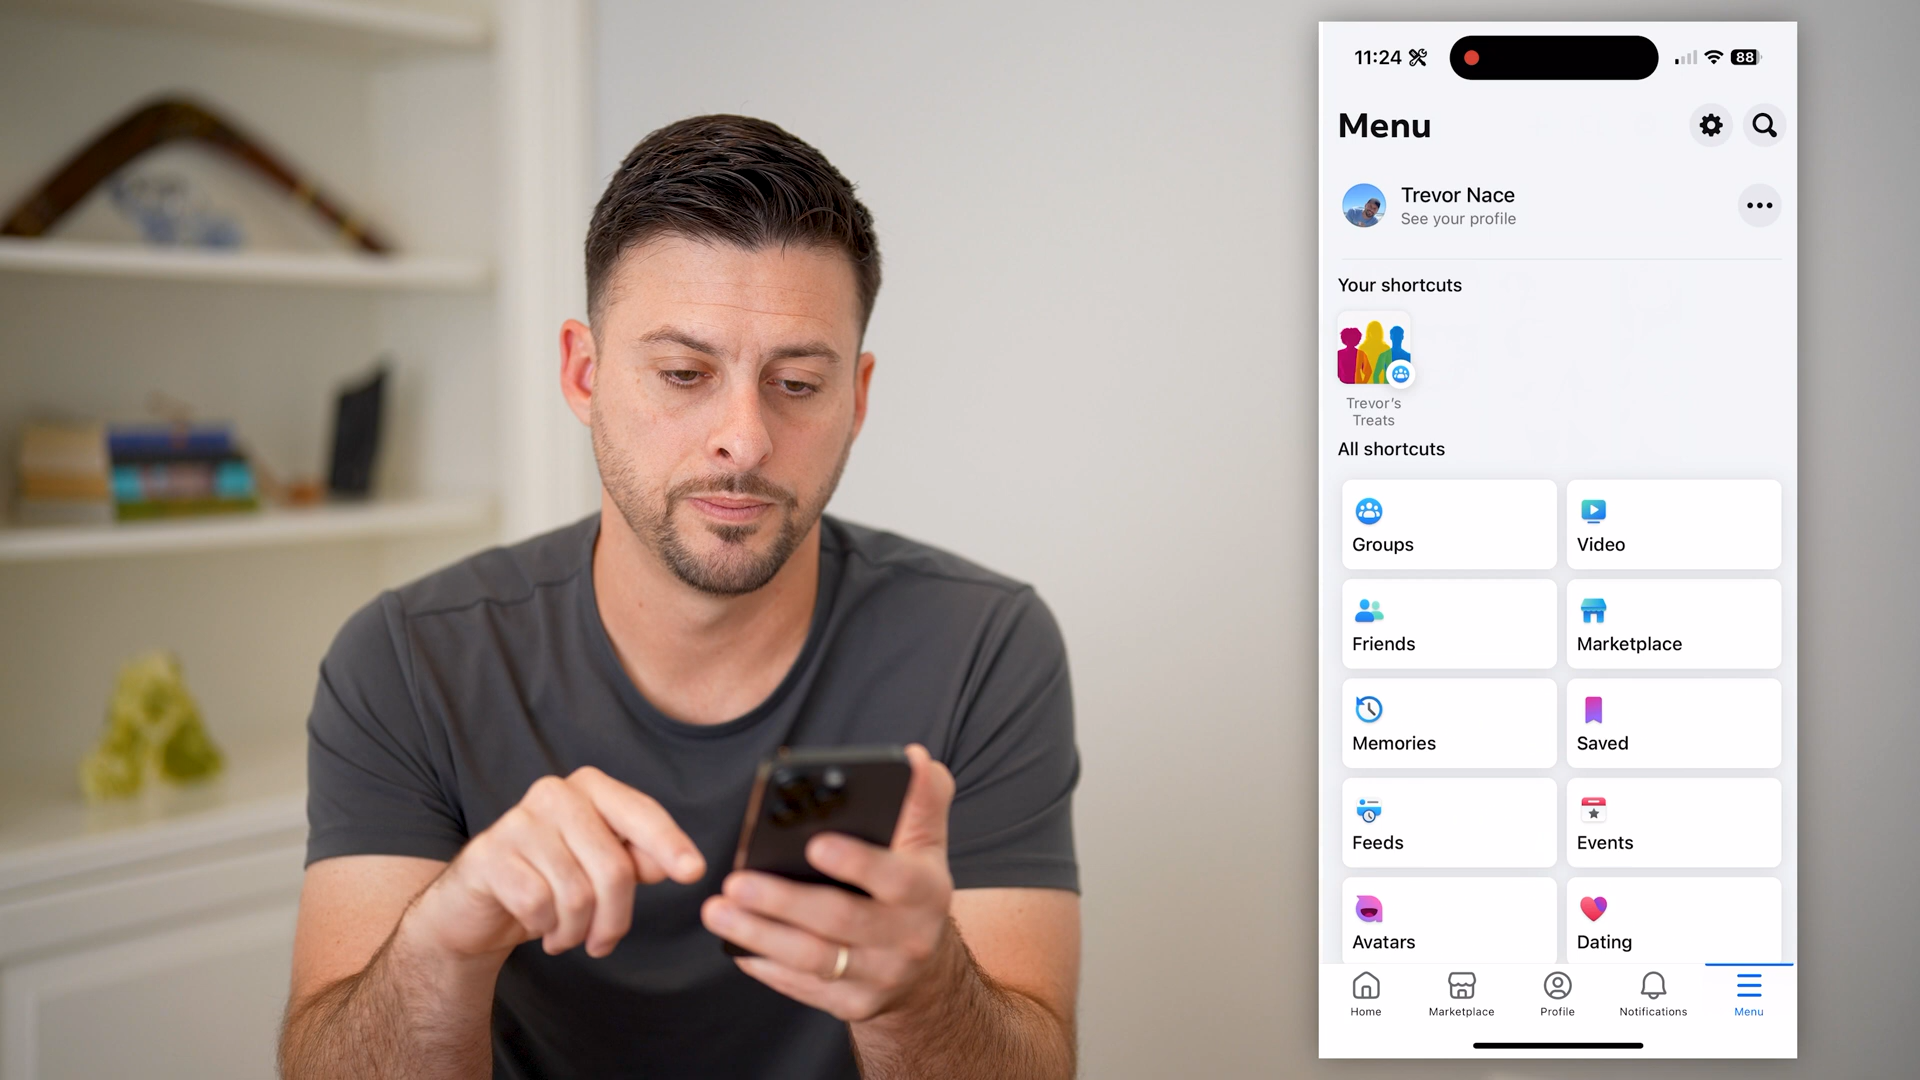 11:24
88
Menu
Trevor Nace
See your profile
Your shortcuts
Trevor's
Treats
All shortcuts
Groups
Video
Friends
Marketplace
Memories
Saved
Feeds
Events
Avatars
Dating
Home
Marketplace
Profile
Notifications
Menu